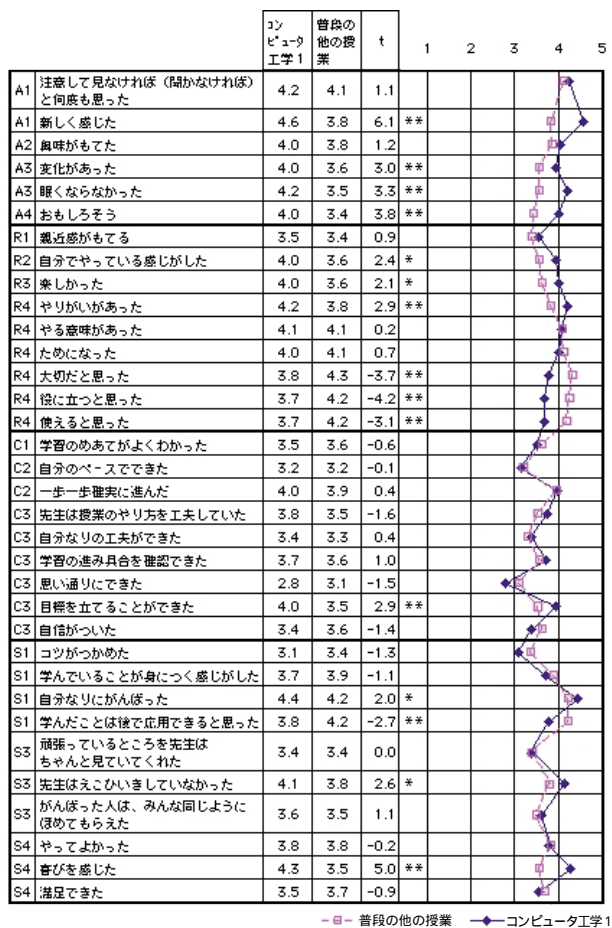 コンピュータ工学1 普段の他の授業 t 1 2 3 4 5
A1 注意して見なければ（聞かなければ）と何度も思った 4.2 4.1 1.1
A1 新しく感じた 4.6 3.8 6.1 **
A2 興味がもてた 4.0 3.8 1.2
A3 変化があった 4.0 3.6 3.0 **
A3 眠くならなかった 4.2 3.5 3.3 **
A4 おもしろそう 4.0 3.4 3.8 **
R1 親近感がもてる 3.5 3.4 0.9
R2 自分でやっている感じがした 4.0 3.6 2.4 *
R3 楽しかった 4.0 3.6 2.1 *
R4 やりがいがあった 4.2 3.8 2.9 **
R4 やる意味があった 4.1 4.1 0.2
R4 ためになった 4.0 4.1 0.7
R4 大切だと思った 3.8 4.3 -3.7 **
R4 役に立つと思った 3.7 4.2 -4.2 **
R4 使えると思った 3.7 4.2 -3.1 **
C1 学習のめあてがよくわかった 3.5 3.6 -0.6
C2 自分のペースでできた 3.2 3.2 -0.1
C2 一歩一歩確実に進んだ 4.0 3.9 0.4
C3 先生は授業のやり方を工夫していた 3.8 3.5 -1.6
C3 自分なりの工夫ができた 3.4 3.3 0.4
C3 学習の進み具合を確認できた 3.7 3.6 1.0
C3 思い通りにできた 2.8 3.1 -1.5
C3 目標を立てることができた 4.0 3.5 2.9 **
C3 自信がついた 3.4 3.6 -1.4
S1 コツがつかめた 3.1 3.4 -1.3
S1 学んでいることが身につく感じがした 3.7 3.9 -1.1
S1 自分なりにがんばった 4.4 4.2 2.0 *
S1 学んだことは後で応用できると思った 3.8 4.2 -2.7 **
S3 頑張っているところを先生はちゃんと見ていてくれた 3.4 3.4 0.0
S3 先生はえこひいきしていなかった 4.1 3.8 2.6 *
S3 がんばった人は、みんな同じようにほめてもらえた 3.6 3.5 1.1
S4 やってよかった 3.8 3.8 -0.2
S4 喜びを感じた 4.3 3.5 5.0 **
S4 満足できた 3.5 3.7 -0.9
普段の他の授業 コンピュータ工学1